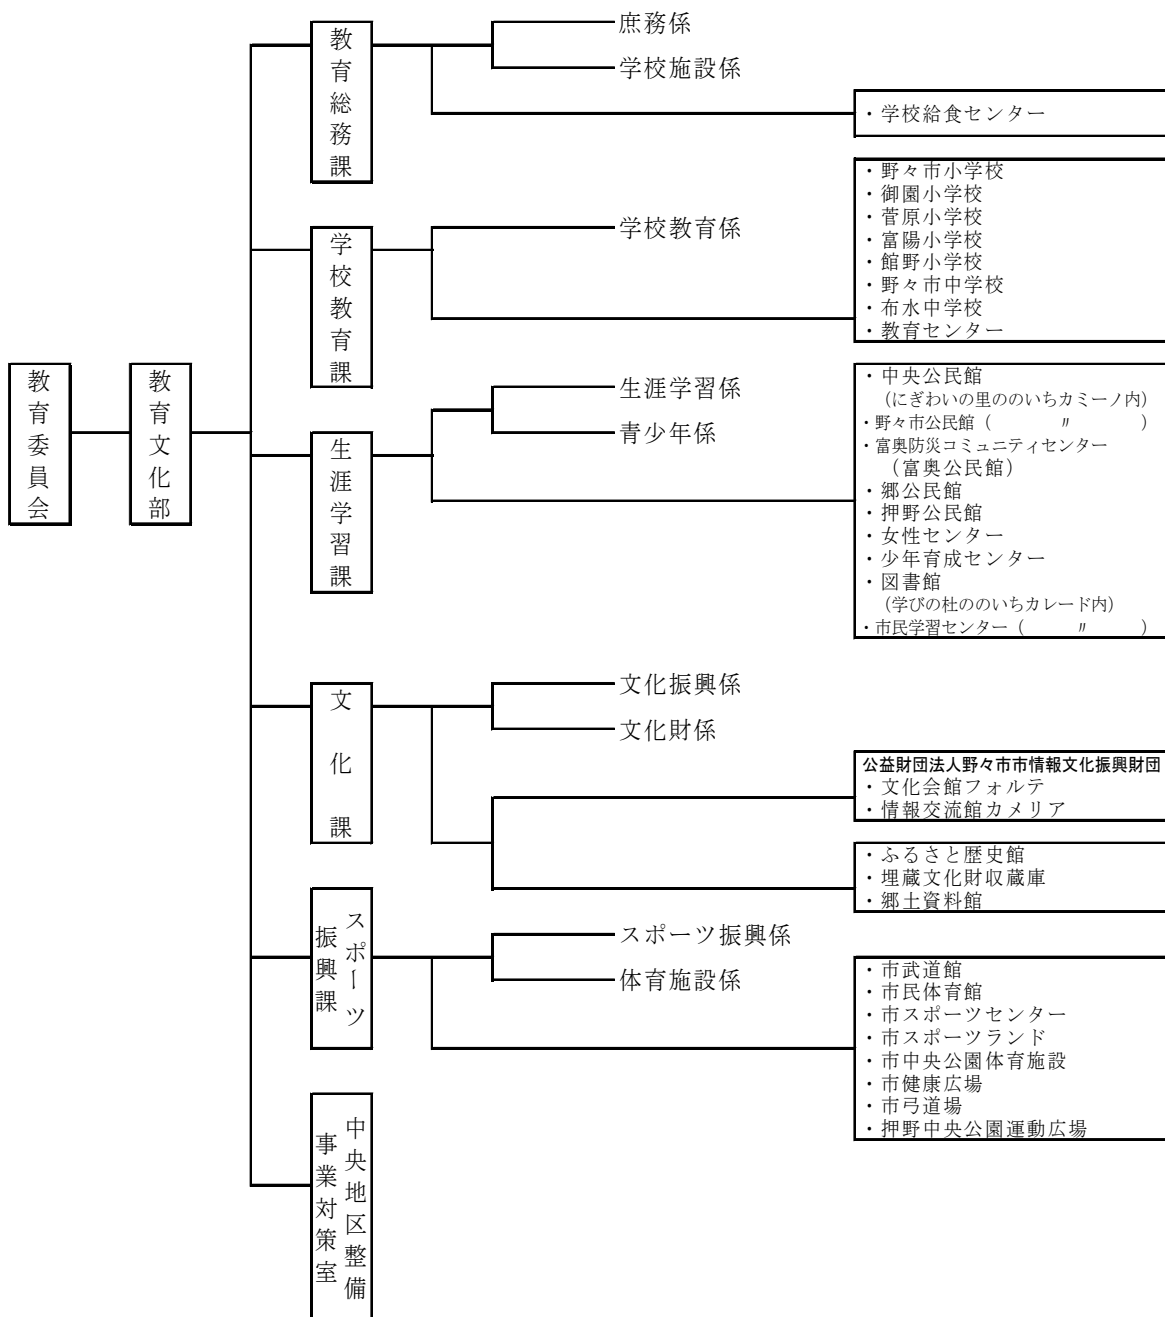 教育委員会
教育文化部
教育総務課
庶務係
学校施設係
・学校給食センター
学校教育課
学校教育係
・野々市小学校
・御園小学校
・菅原小学校
・富陽小学校
・館野小学校
・野々市中学校
・布水中学校
・教育センター
生涯学習課
生涯学習係
青少年係
・中央公民館
（にぎわいの里ののいちカミーノ内）
・野々市公民館（　　　〃　　　）
・富奥防災コミュニティセンター
（富奥公民館）
・郷公民館
・押野公民館
・女性センター
・少年育成センター
・図書館
（学びの杜ののいちカレード内）
・市民学習センター（　　　〃　　　）
文化課
文化振興係
文化財係
公益財団法人野々市市情報文化振興財団
・文化会館フォルテ
・情報交流館カメリア
・ふるさと歴史館
・埋蔵文化財収蔵庫
・郷土資料館
スポーツ
振興課
スポーツ振興係
体育施設係
・市武道館
・市民体育館
・市スポーツセンター
・市スポーツランド
・市中央公園体育施設
・市健康広場
・市弓道場
・押野中央公園運動広場
中央地区整備
事業対策室